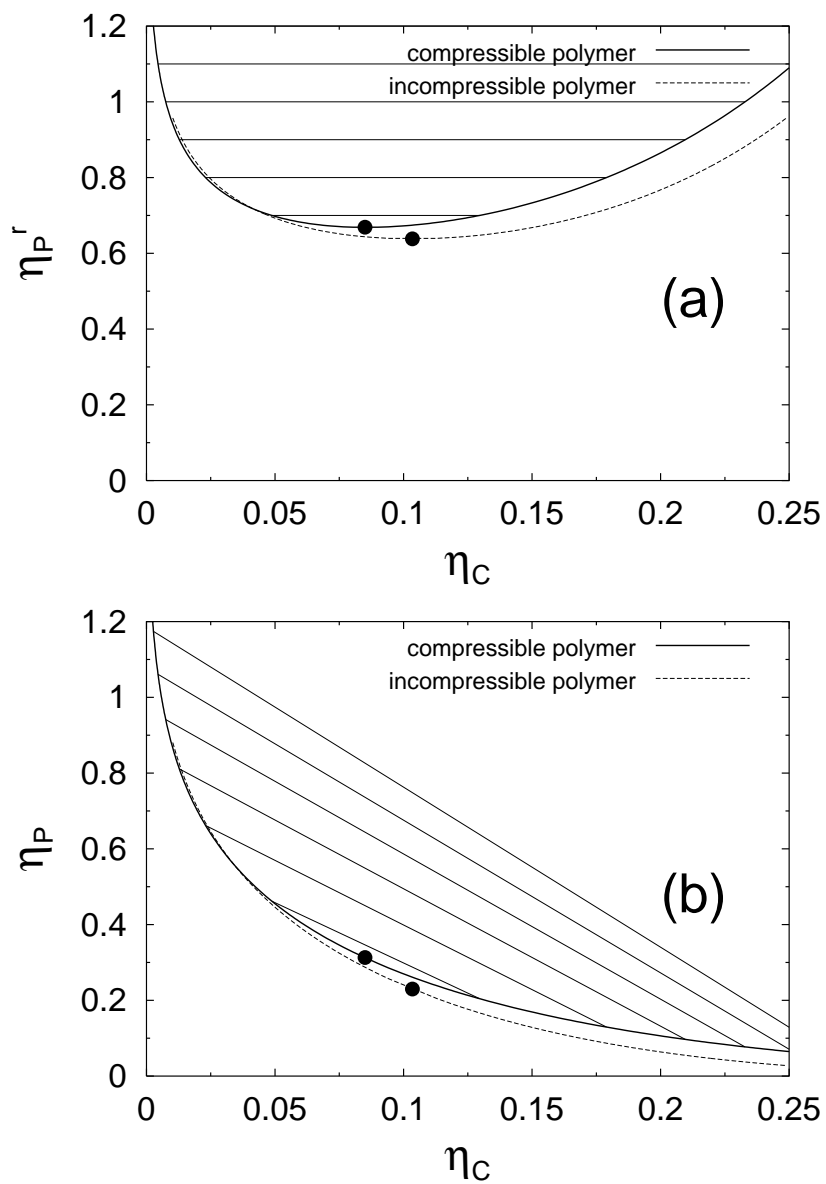 1.2
1
0.8
0.6
0.4
0.2
0
η_P^r
compressible polymer
incompressible polymer
(a)
0 0.05 0.1 0.15 0.2 0.25
η_C
1.2
1
0.8
0.6
0.4
0.2
0
η_P
compressible polymer
incompressible polymer
(b)
0 0.05 0.1 0.15 0.2 0.25
η_C